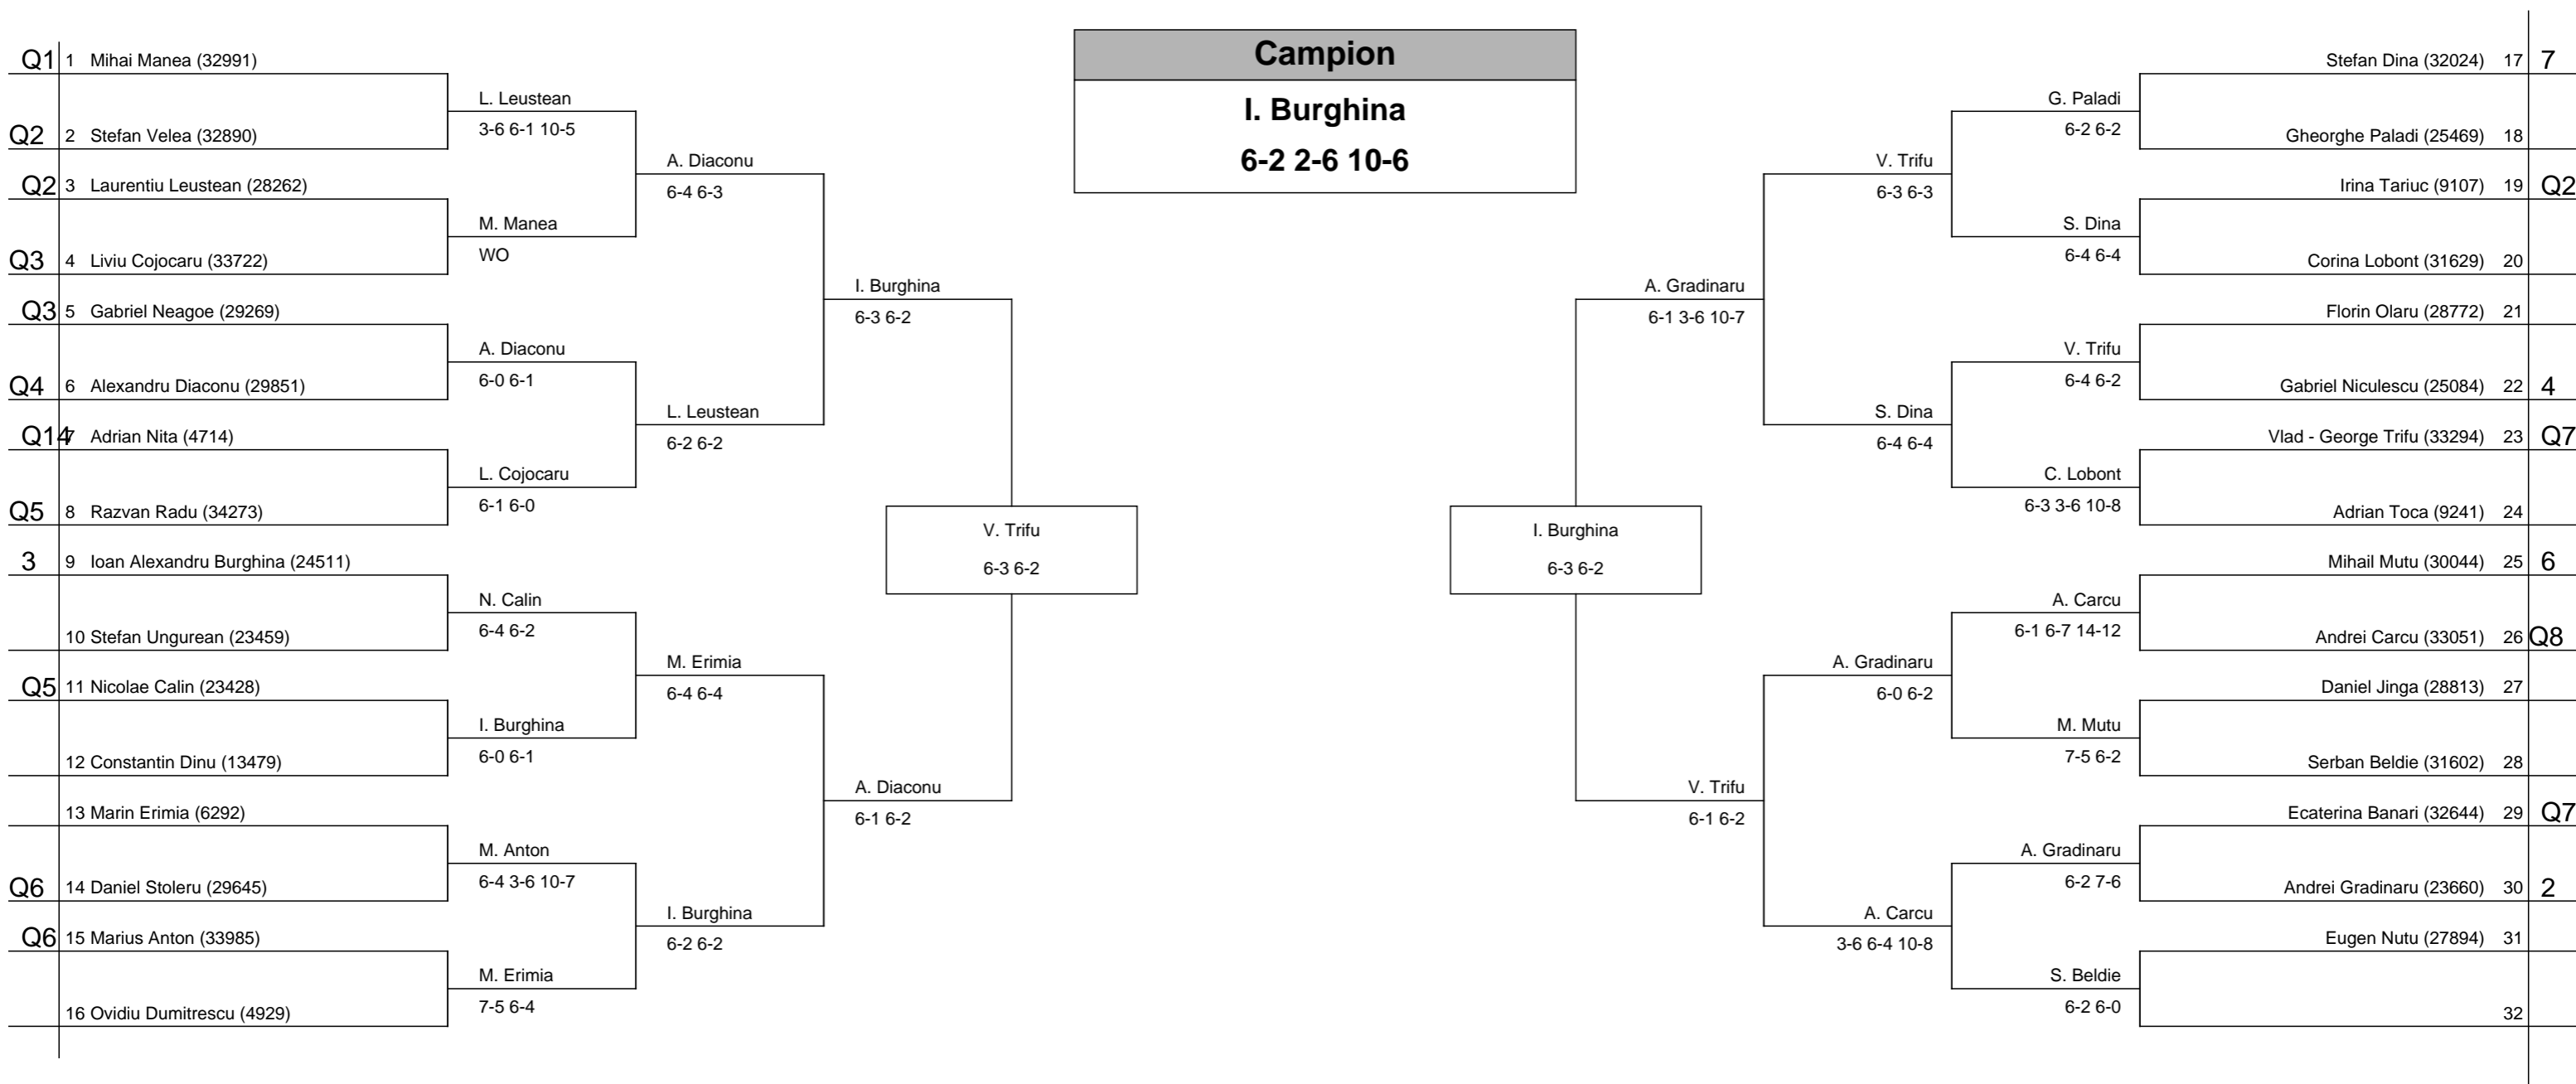 Campion
I. Burghina
6-2 2-6 10-6
Q1 1 Mihai Manea (32991)
Q2 2 Stefan Velea (32890)
Q2 3 Laurentiu Leustean (28262)
Q3 4 Liviu Cojocaru (33722)
Q3 5 Gabriel Neagoe (29269)
Q4 6 Alexandru Diaconu (29851)
Q14 7 Adrian Nita (4714)
Q5 8 Razvan Radu (34273)
3 9 Ioan Alexandru Burghina (24511)
10 Stefan Ungurean (23459)
Q5 11 Nicolae Calin (23428)
12 Constantin Dinu (13479)
13 Marin Erimia (6292)
Q6 14 Daniel Stoleru (29645)
Q6 15 Marius Anton (33985)
16 Ovidiu Dumitrescu (4929)
L. Leustean
3-6 6-1 10-5
M. Manea
WO
A. Diaconu
6-0 6-1
L. Cojocaru
6-1 6-0
N. Calin
6-4 6-2
I. Burghina
6-0 6-1
M. Anton
6-4 3-6 10-7
M. Erimia
7-5 6-4
A. Diaconu
6-4 6-3
L. Leustean
6-2 6-2
M. Erimia
6-4 6-4
I. Burghina
6-2 6-2
I. Burghina
6-3 6-2
A. Diaconu
6-1 6-2
V. Trifu
6-3 6-2
I. Burghina
6-3 6-2
A. Gradinaru
6-1 3-6 10-7
V. Trifu
6-1 6-2
V. Trifu
6-3 6-3
S. Dina
6-4 6-4
A. Gradinaru
6-0 6-2
A. Carcu
3-6 6-4 10-8
G. Paladi
6-2 6-2
S. Dina
6-4 6-4
V. Trifu
6-4 6-2
C. Lobont
6-3 3-6 10-8
A. Carcu
6-1 6-7 14-12
M. Mutu
7-5 6-2
A. Gradinaru
6-2 7-6
S. Beldie
6-2 6-0
Stefan Dina (32024) 17 7
Gheorghe Paladi (25469) 18
Irina Tariuc (9107) 19 Q2
Corina Lobont (31629) 20
Florin Olaru (28772) 21
Gabriel Niculescu (25084) 22 4
Vlad - George Trifu (33294) 23 Q7
Adrian Toca (9241) 24
Mihail Mutu (30044) 25 6
Andrei Carcu (33051) 26 Q8
Daniel Jinga (28813) 27
Serban Beldie (31602) 28
Ecaterina Banari (32644) 29 Q7
Andrei Gradinaru (23660) 30 2
Eugen Nutu (27894) 31
32